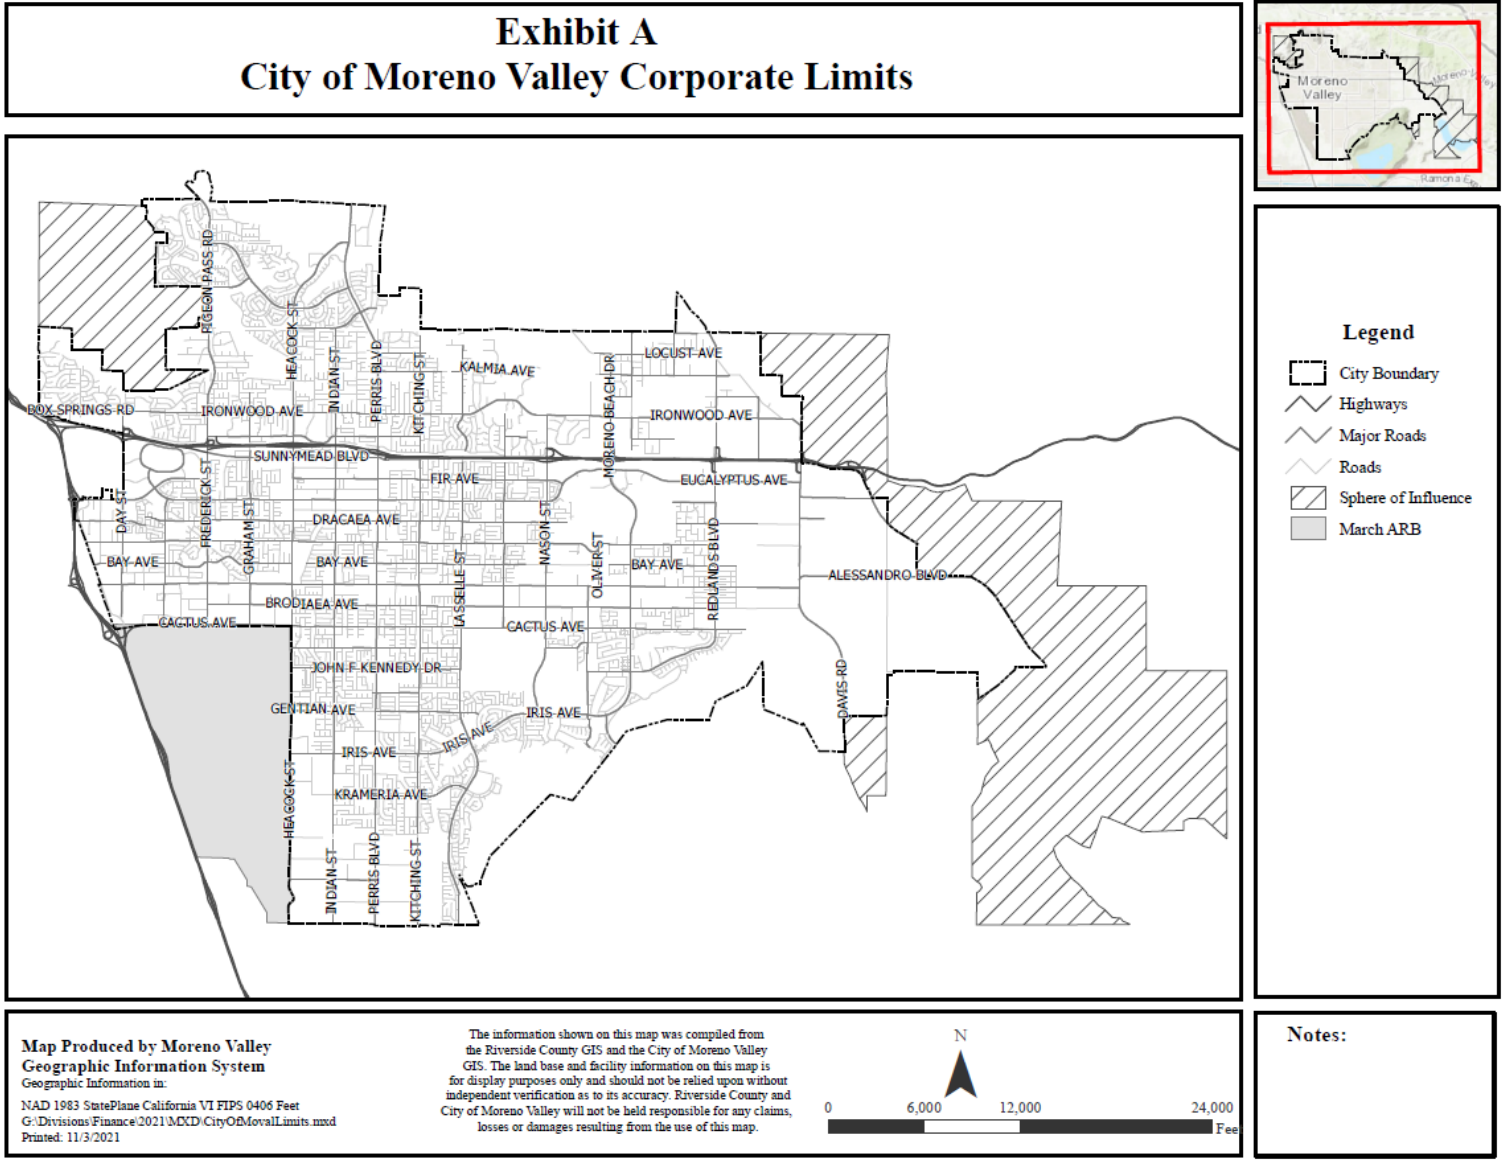 Exhibit A
City of Moreno Valley Corporate Limits
Moreno
Valley
Moreno-Valley
Ramona
PIGEON PASS RD
HEACOCK ST
INDIAN ST
PERRIS BLVD
KITCHING ST
KALMIA AVE
MORENO BEACH DR
LOCUST AVE
BOX SPRINGS RD
IRONWOOD AVE
IRONWOOD AVE
SUNNYMEAD BLVD
FIR AVE
EUCALYPTUS AVE
DAY ST
FREDERICK ST
GRAHAM ST
DRACAEA AVE
NASON ST
OLIVER ST
REDLANDS BLVD
BAY AVE
BAY AVE
BAY AVE
LASSELLE ST
ALESSANDRO BLVD
BRODIAEA AVE
CACTUS AVE
CACTUS AVE
JOHN F KENNEDY DR
DAVIS RD
GENTIAN AVE
IRIS AVE
IRIS AVE
IRIS AVE
HEACOCK ST
KRAMERIA AVE
INDIAN ST
PERRIS BLVD
KITCHING ST
Legend
City Boundary
Highways
Major Roads
Roads
Sphere of Influence
March ARB
Map Produced by Moreno Valley
Geographic Information System
Geographic Information in:
NAD 1983 StatePlane California VI FIPS 0406 Feet
G:\Divisions\Finance\2021\MXD\CityOfMovalLimits.mxd
Printed: 11/3/2021
The information shown on this map was compiled from
the Riverside County GIS and the City of Moreno Valley
GIS. The land base and facility information on this map is
for display purposes only and should not be relied upon without
independent verification as to its accuracy. Riverside County and
City of Moreno Valley will not be held responsible for any claims,
losses or damages resulting from the use of this map.
N
0 6,000 12,000 24,000
Fee
Notes: